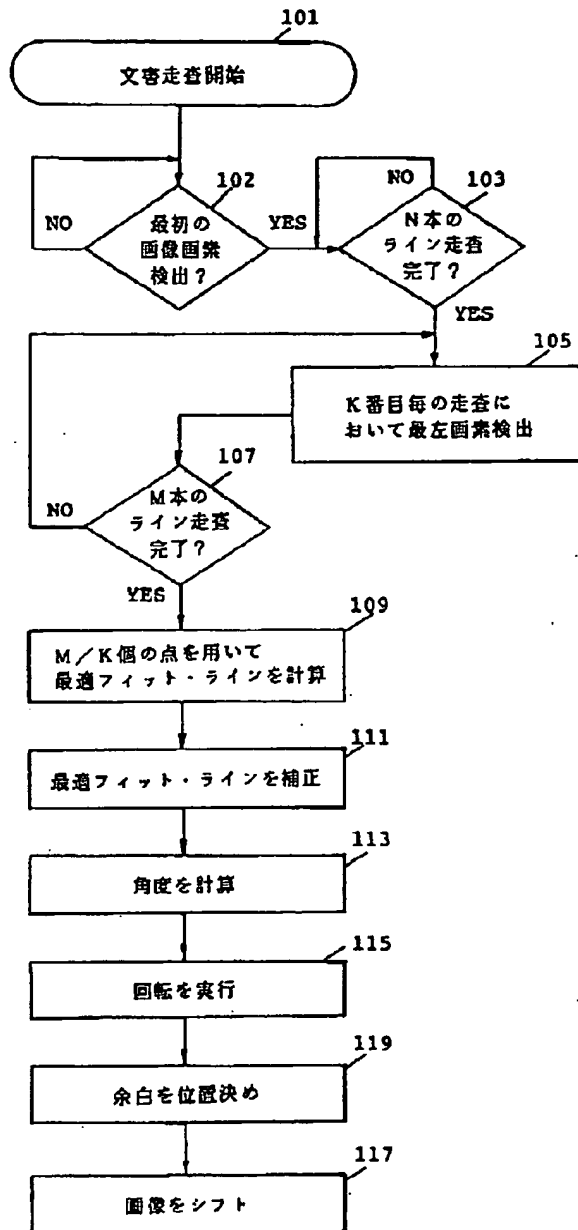 101
文書走査開始
102
最初の
画像画素
検出?
NO
YES
103
NO
N本の
ライン走査
完了?
YES
105
K番目毎の走査に
おいて最左画素検出
107
M本の
ライン走査
完了?
NO
YES
109
M/K個の点を用いて
最適フィット・ラインを計算
111
最適フィット・ラインを補正
113
角度を計算
115
回転を実行
119
余白を位置決め
117
画像をシフト